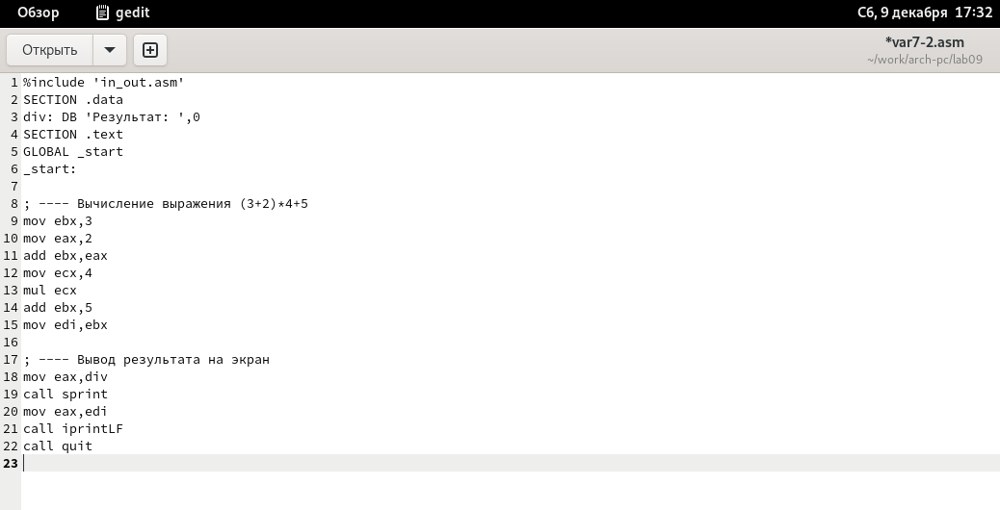 Обзор gedit Сб, 9 декабря 17:32
Открыть *var7-2.asm
~/work/arch-pc/lab09
1 %include 'in_out.asm'
2 SECTION .data
3 div: DB 'Результат: ',0
4 SECTION .text
5 GLOBAL _start
6 _start:
7
8 ; ---- Вычисление выражения (3+2)*4+5
9 mov ebx,3
10 mov eax,2
11 add ebx,eax
12 mov ecx,4
13 mul ecx
14 add ebx,5
15 mov edi,ebx
16
17 ; ---- Вывод результата на экран
18 mov eax,div
19 call sprint
20 mov eax,edi
21 call iprintLF
22 call quit
23